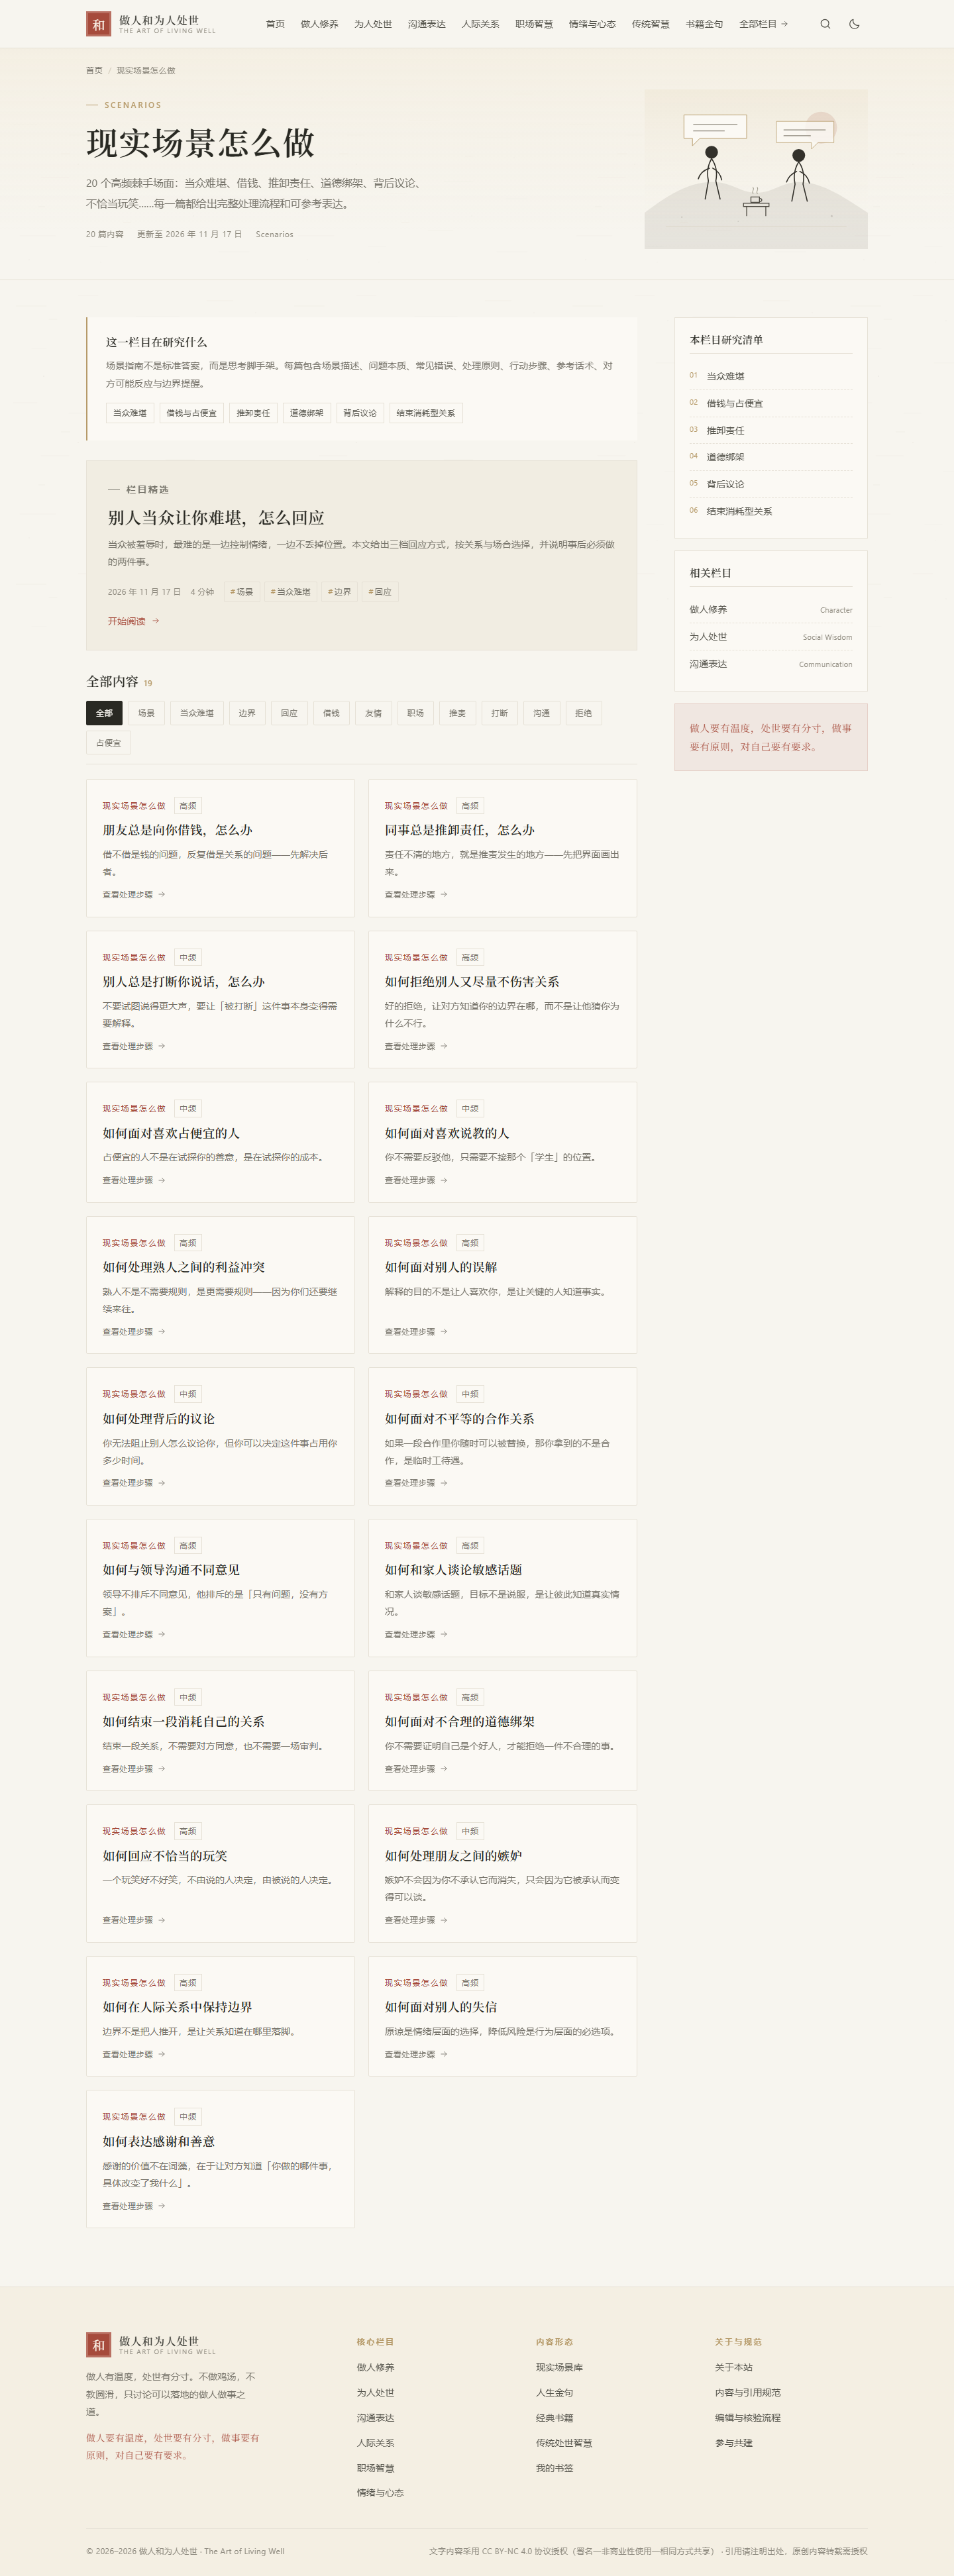 和
做人和为人处世
THE ART OF LIVING WELL
首页 做人修养 为人处世 沟通表达 人际关系 职场智慧 情绪与心态 传统智慧 书籍金句 全部栏目 →
首页 / 现实场景怎么做
SCENARIOS
现实场景怎么做
20 个高频棘手场面：当众难堪、借钱、推卸责任、道德绑架、背后议论、
不恰当玩笑……每一篇都给出完整处理流程和可参考表达。
20 篇内容 更新至 2026 年 11 月 17 日 Scenarios
这一栏目在研究什么
场景指南不是标准答案，而是思考脚手架。每篇包含场景描述、问题本质、常见错误、处理原则、行动步骤、参考话术、对
方可能反应与边界提醒。
当众难堪 借钱与占便宜 推卸责任 道德绑架 背后议论 结束消耗型关系
栏目精选
别人当众让你难堪，怎么回应
当众被羞辱时，最难的是一边控制情绪，一边不丢掉位置。本文给出三档回应方式，按关系与场合选择，并说明事后必须做
的两件事。
2026 年 11 月 17 日 4 分钟 #场景 #当众难堪 #边界 #回应
开始阅读 →
全部内容 19
全部 场景 当众难堪 边界 回应 借钱 友情 职场 推责 打断 沟通 拒绝
占便宜
现实场景怎么做 高频
朋友总是向你借钱，怎么办
借不借是钱的问题，反复借是关系的问题——先解决后
者。
查看处理步骤 →
现实场景怎么做 高频
同事总是推卸责任，怎么办
责任不清的地方，就是推责发生的地方——先把界面画出
来。
查看处理步骤 →
现实场景怎么做 中频
别人总是打断你说话，怎么办
不要试图说得更大声，要让「被打断」这件事本身变得需
要解释。
查看处理步骤 →
现实场景怎么做 高频
如何拒绝别人又尽量不伤害关系
好的拒绝，让对方知道你的边界在哪，而不是让他猜你为
什么不行。
查看处理步骤 →
现实场景怎么做 中频
如何面对喜欢占便宜的人
占便宜的人不是在试探你的善意，是在试探你的成本。
查看处理步骤 →
现实场景怎么做 中频
如何面对喜欢说教的人
你不需要反驳他，只需要不接那个「学生」的位置。
查看处理步骤 →
现实场景怎么做 高频
如何处理熟人之间的利益冲突
熟人不是不需要规则，是更需要规则——因为你们还要继
续来往。
查看处理步骤 →
现实场景怎么做 高频
如何面对别人的误解
解释的目的不是让人喜欢你，是让关键的人知道事实。
查看处理步骤 →
现实场景怎么做 中频
如何处理背后的议论
你无法阻止别人怎么议论你，但你可以决定这件事占用你
多少时间。
查看处理步骤 →
现实场景怎么做 中频
如何面对不平等的合作关系
如果一段合作里你随时可以被替换，那你拿到的不是合
作，是临时工待遇。
查看处理步骤 →
现实场景怎么做 高频
如何与领导沟通不同意见
领导不排斥不同意见，他排斥的是「只有问题，没有方
案」。
查看处理步骤 →
现实场景怎么做 高频
如何和家人谈论敏感话题
和家人谈敏感话题，目标不是说服，是让彼此知道真实情
况。
查看处理步骤 →
现实场景怎么做 中频
如何结束一段消耗自己的关系
结束一段关系，不需要对方同意，也不需要一场审判。
查看处理步骤 →
现实场景怎么做 高频
如何面对不合理的道德绑架
你不需要证明自己是个好人，才能拒绝一件不合理的事。
查看处理步骤 →
现实场景怎么做 高频
如何回应不恰当的玩笑
一个玩笑好不好笑，不由说的人决定，由被说的人决定。
查看处理步骤 →
现实场景怎么做 中频
如何处理朋友之间的嫉妒
嫉妒不会因为你不承认它而消失，只会因为它被承认而变
得可以谈。
查看处理步骤 →
现实场景怎么做 高频
如何在人际关系中保持边界
边界不是把人推开，是让关系知道在哪里落脚。
查看处理步骤 →
现实场景怎么做 高频
如何面对别人的失信
原谅是情绪层面的选择，降低风险是行为层面的必选项。
查看处理步骤 →
现实场景怎么做 中频
如何表达感谢和善意
感谢的价值不在词藻，在于让对方知道「你做的哪件事，
具体改变了我什么」。
查看处理步骤 →
本栏目研究清单
01 当众难堪
02 借钱与占便宜
03 推卸责任
04 道德绑架
05 背后议论
06 结束消耗型关系
相关栏目
做人修养 Character
为人处世 Social Wisdom
沟通表达 Communication
做人要有温度，处世要有分寸，做事
要有原则，对自己要有要求。
和
做人和为人处世
THE ART OF LIVING WELL
做人有温度，处世有分寸。不做鸡汤，不
教圆滑，只讨论可以落地的做人做事之
道。
做人要有温度，处世要有分寸，做事要有
原则，对自己要有要求。
核心栏目
做人修养
为人处世
沟通表达
人际关系
职场智慧
情绪与心态
内容形态
现实场景库
人生金句
经典书籍
传统处世智慧
我的书签
关于与规范
关于本站
内容与引用规范
编辑与核验流程
参与共建
© 2026–2026 做人和为人处世 · The Art of Living Well
文字内容采用 CC BY-NC 4.0 协议授权（署名—非商业性使用—相同方式共享） · 引用请注明出处，原创内容转载需授权